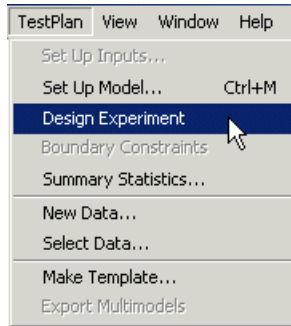 TestPlan View Window Help
Set Up Inputs...
Set Up Model... Ctrl+M
Design Experiment
Boundary Constraints
Summary Statistics...
New Data...
Select Data...
Make Template...
Export Multimodels